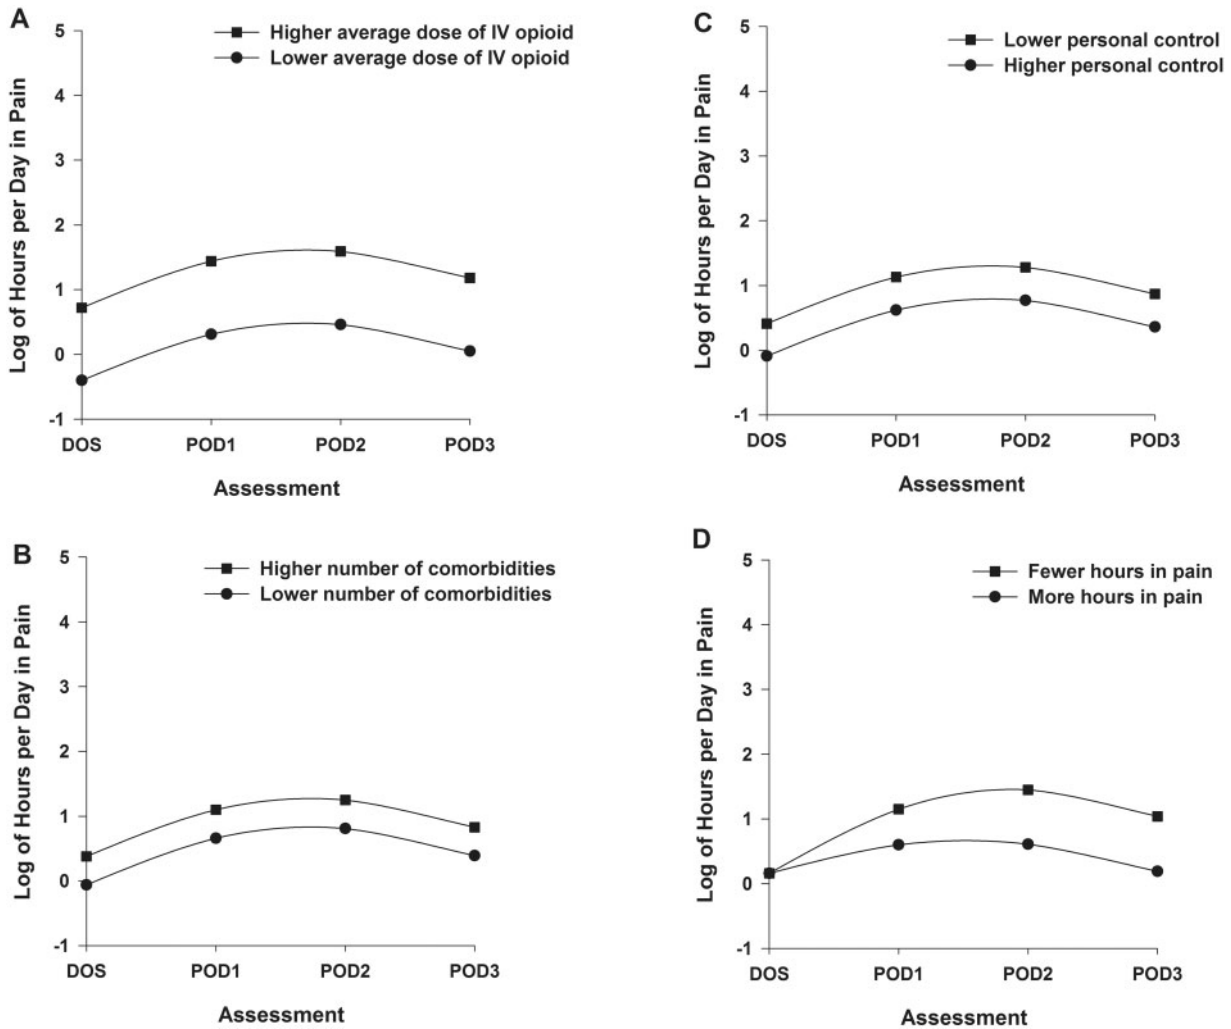 A
Higher average dose of IV opioid
Lower average dose of IV opioid
Log of Hours per Day in Pain
5
4
3
2
1
0
-1
DOS POD1 POD2 POD3
Assessment
C
Lower personal control
Higher personal control
Log of Hours per Day in Pain
5
4
3
2
1
0
-1
DOS POD1 POD2 POD3
Assessment
B
Higher number of comorbidities
Lower number of comorbidities
Log of Hours per Day in Pain
5
4
3
2
1
0
-1
DOS POD1 POD2 POD3
Assessment
D
Fewer hours in pain
More hours in pain
Log of Hours per Day in Pain
5
4
3
2
1
0
-1
DOS POD1 POD2 POD3
Assessment